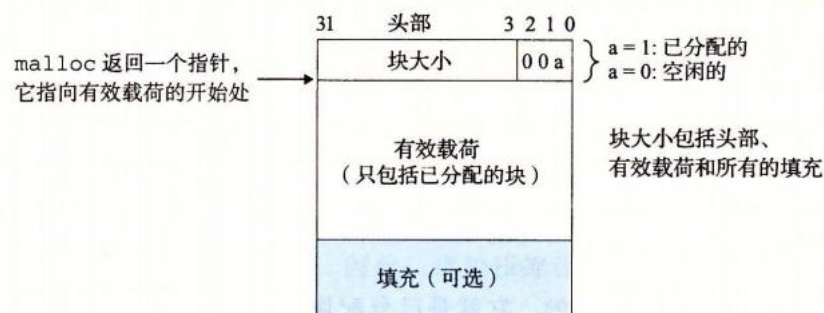 31 头部 3 2 1 0
malloc 返回一个指针，
它指向有效载荷的开始处
块大小
0 0 a
a = 1: 已分配的
a = 0: 空闲的
有效载荷
（只包括已分配的块）
块大小包括头部、
有效载荷和所有的填充
填充（可选）